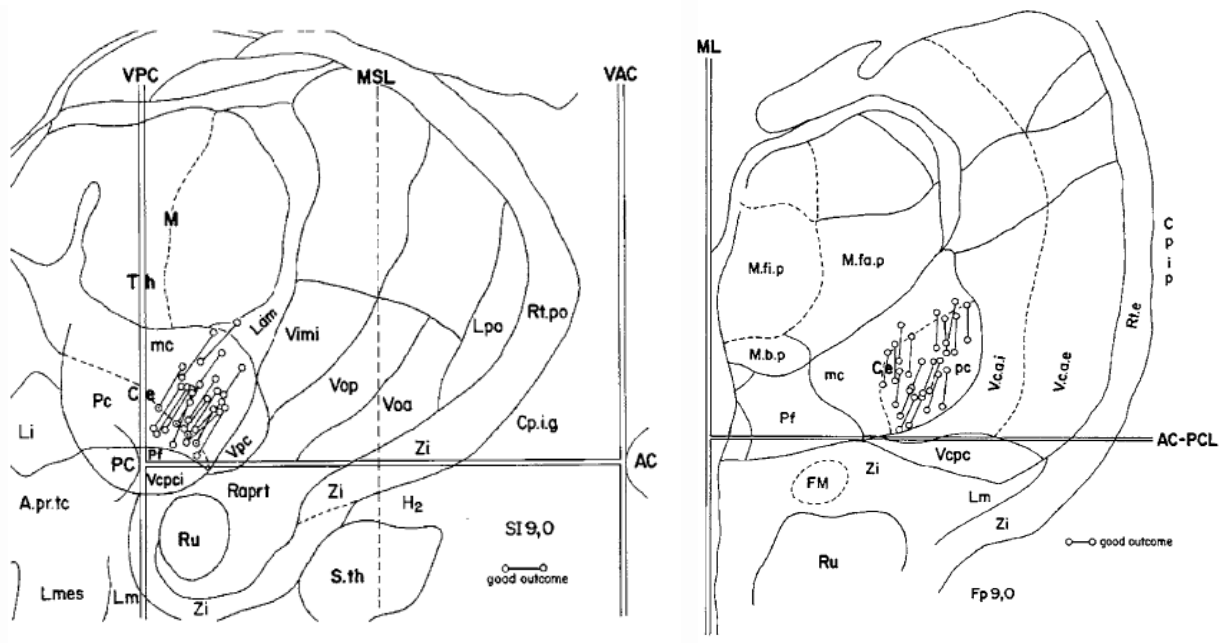 VPC
MSL
VAC
M
Th
Lam
Vimi
L.po
Rt.po
mc
Ce
Pc
Vop
Voa
Cp.i.g
Li
PC
Pf
Vpc
Zi
AC
Vcpci
Raprt
Zi
H2
A.pr.tc
Ru
SI 9,0
good outcome
S.th
L.mes
Lm
Zi
ML
M.fi.p
M.fa.p
C
p
i
p
Rt.e
M.b.p
mc
Ce
pc
V.c.a.i
V.c.a.e
Pf
AC-PCL
Vcpc
Zi
FM
Lm
Zi
good outcome
Ru
Fp 9,0